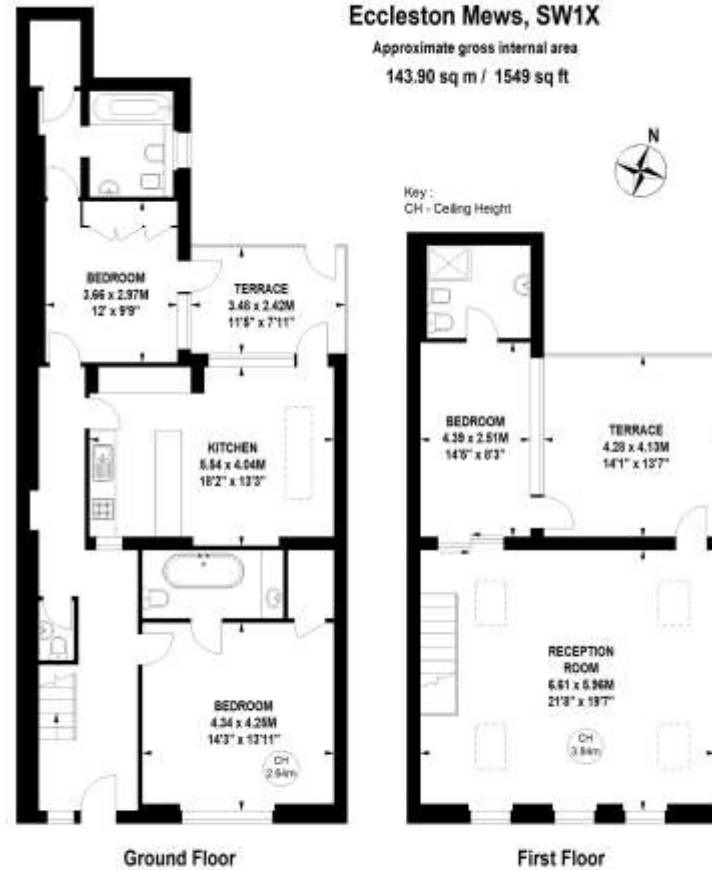 Eccleston Mews, SW1X
Approximate gross internal area
143.90 sq m / 1549 sq ft
N
Key :
CH - Ceiling Height
BEDROOM
3.66 x 2.97M
12' x 9'9"
TERRACE
3.48 x 2.42M
11'5" x 7'11"
KITCHEN
5.54 x 4.04M
18'2" x 13'3"
BEDROOM
4.34 x 4.25M
14'3" x 13'11"
CH
2.64m
Ground Floor
BEDROOM
4.39 x 2.51M
14'5" x 8'3"
TERRACE
4.28 x 4.13M
14'1" x 13'7"
RECEPTION
ROOM
6.61 x 5.96M
21'8" x 19'7"
CH
3.84m
First Floor